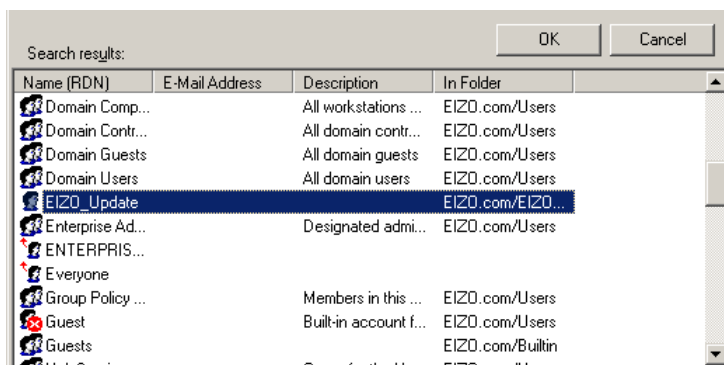 OK Cancel
Search results:
Name (RDN) E-Mail Address Description In Folder
Domain Comp... All workstations ... EIZO.com/Users
Domain Contr... All domain contr... EIZO.com/Users
Domain Guests All domain guests EIZO.com/Users
Domain Users All domain users EIZO.com/Users
EIZO_Update EIZO.com/EIZO...
Enterprise Ad... Designated admi... EIZO.com/Users
ENTERPRIS...
Everyone
Group Policy ... Members in this ... EIZO.com/Users
Guest Built-in account f... EIZO.com/Users
Guests EIZO.com/Builtin